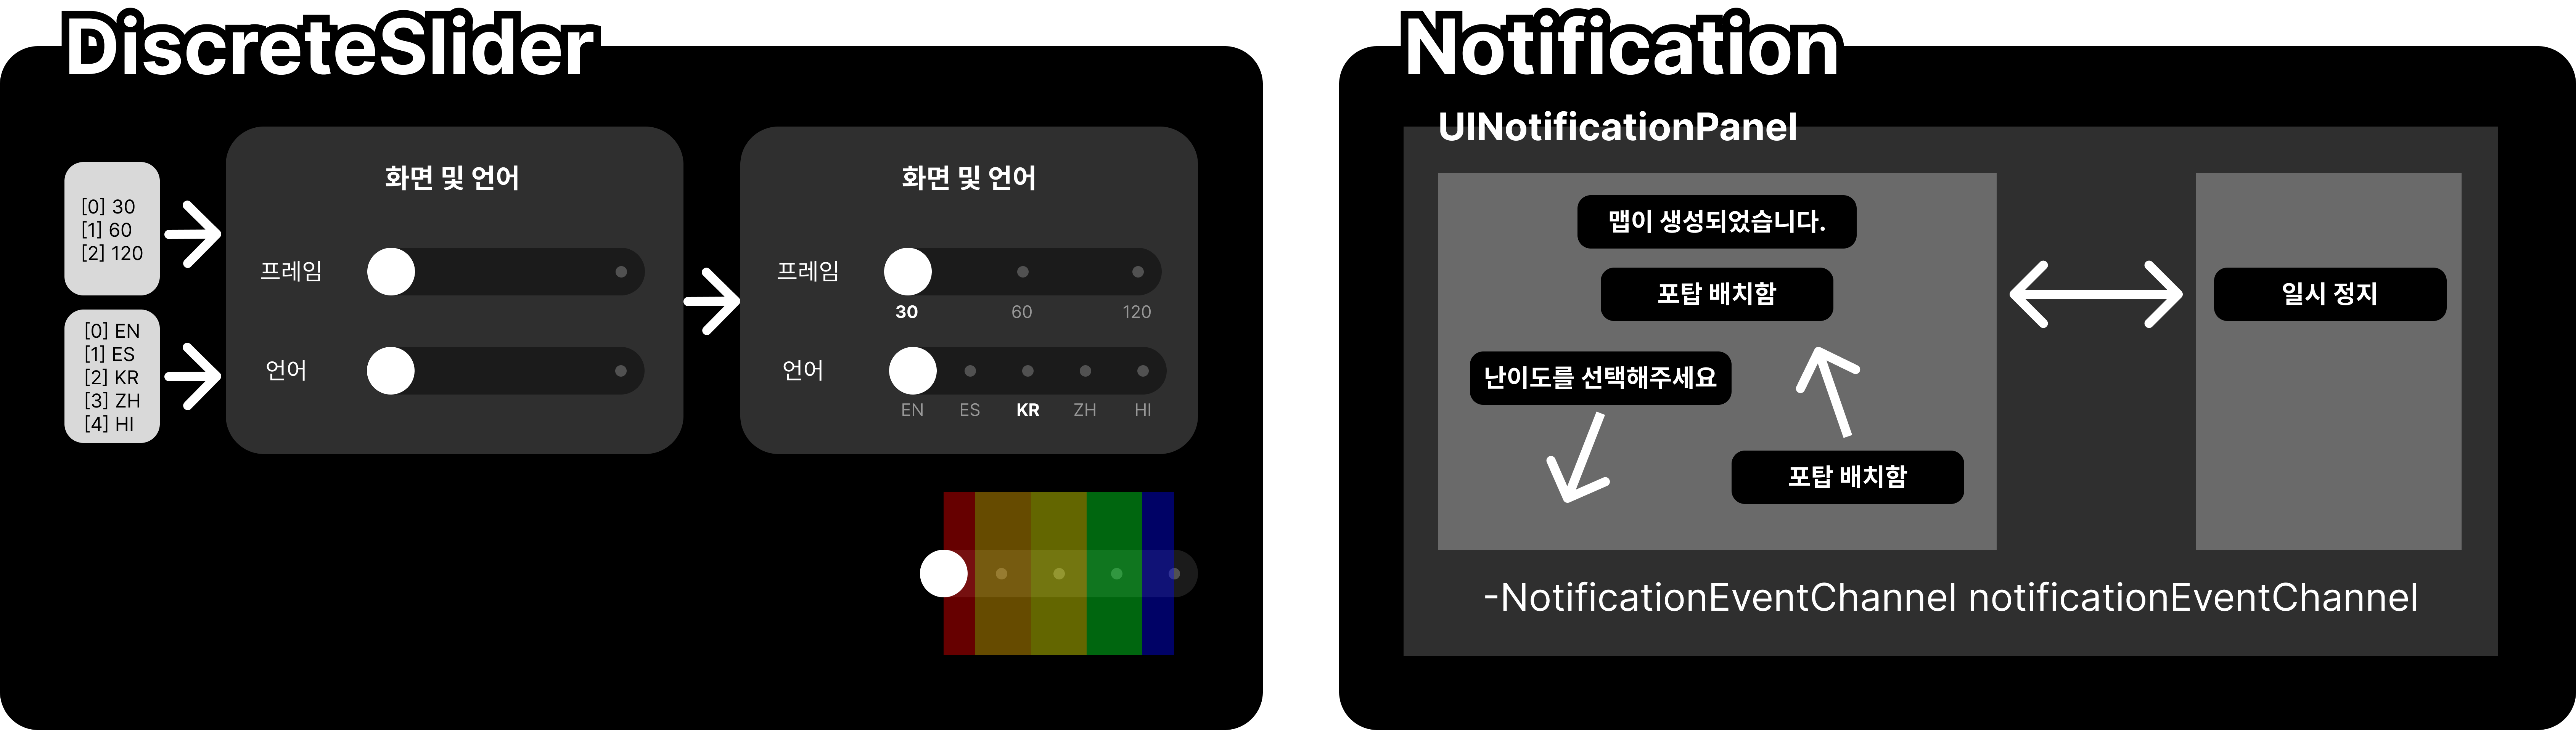 DiscreteSlider
[0] 30
[1] 60
[2] 120
[0] EN
[1] ES
[2] KR
[3] ZH
[4] HI
화면 및 언어
프레임
언어
화면 및 언어
프레임
30 60 120
언어
EN ES KR ZH HI
Notification
UINotificationPanel
맵이 생성되었습니다.
포탑 배치함
난이도를 선택해주세요
포탑 배치함
일시 정지
-NotificationEventChannel notificationEventChannel